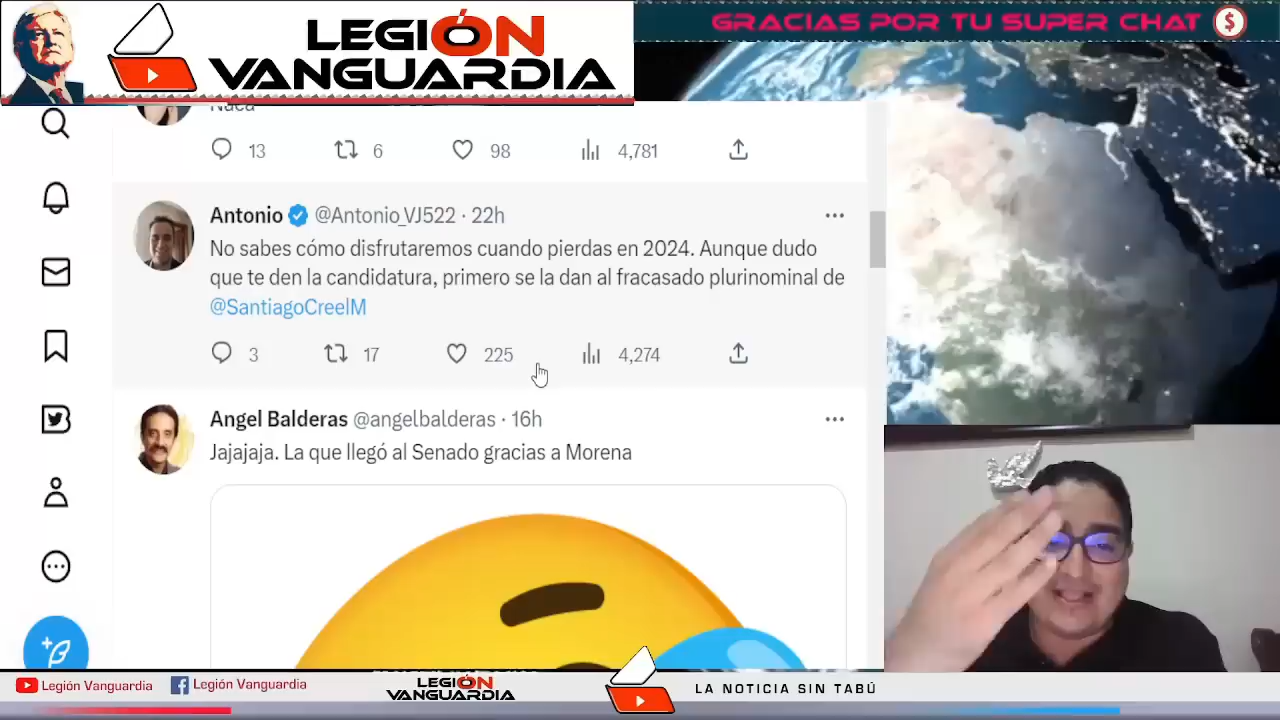 LEGIÓN
VANGUARDIA
GRACIAS POR TU SUPER CHAT
$
Naca
13 6 98 4,781
Antonio @Antonio_VJ522 · 22h
No sabes cómo disfrutaremos cuando pierdas en 2024. Aunque dudo
que te den la candidatura, primero se la dan al fracasado plurinominal de
@SantiagoCreelM
3 17 225 4,274
Angel Balderas @angelbalderas · 16h
Jajajaja. La que llegó al Senado gracias a Morena
Legión Vanguardia
Legión Vanguardia
LEGIÓN
VANGUARDIA
LA NOTICIA SIN TABÚ